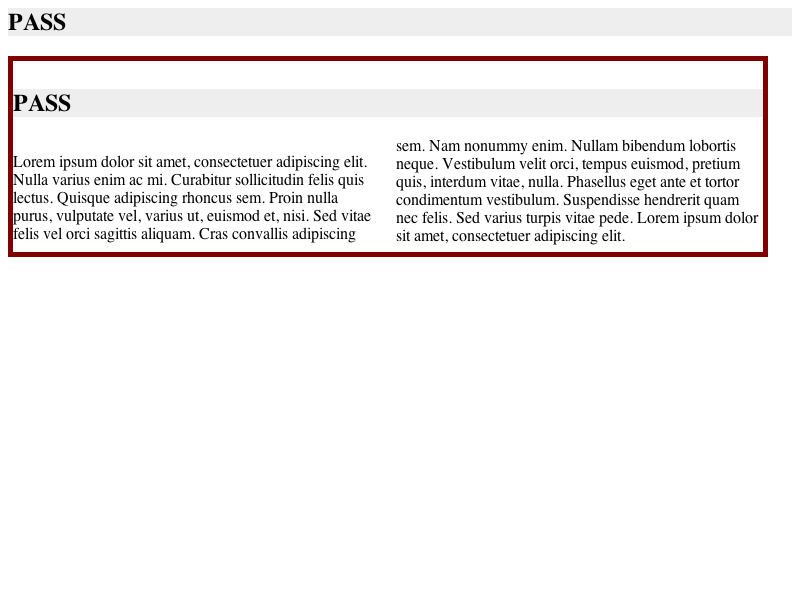 PASS
PASS
Lorem ipsum dolor sit amet, consectetuer adipiscing elit.
Nulla varius enim ac mi. Curabitur sollicitudin felis quis
lectus. Quisque adipiscing rhoncus sem. Proin nulla
purus, vulputate vel, varius ut, euismod et, nisi. Sed vitae
felis vel orci sagittis aliquam. Cras convallis adipiscing
sem. Nam nonummy enim. Nullam bibendum lobortis
neque. Vestibulum velit orci, tempus euismod, pretium
quis, interdum vitae, nulla. Phasellus eget ante et tortor
condimentum vestibulum. Suspendisse hendrerit quam
nec felis. Sed varius turpis vitae pede. Lorem ipsum dolor
sit amet, consectetuer adipiscing elit.